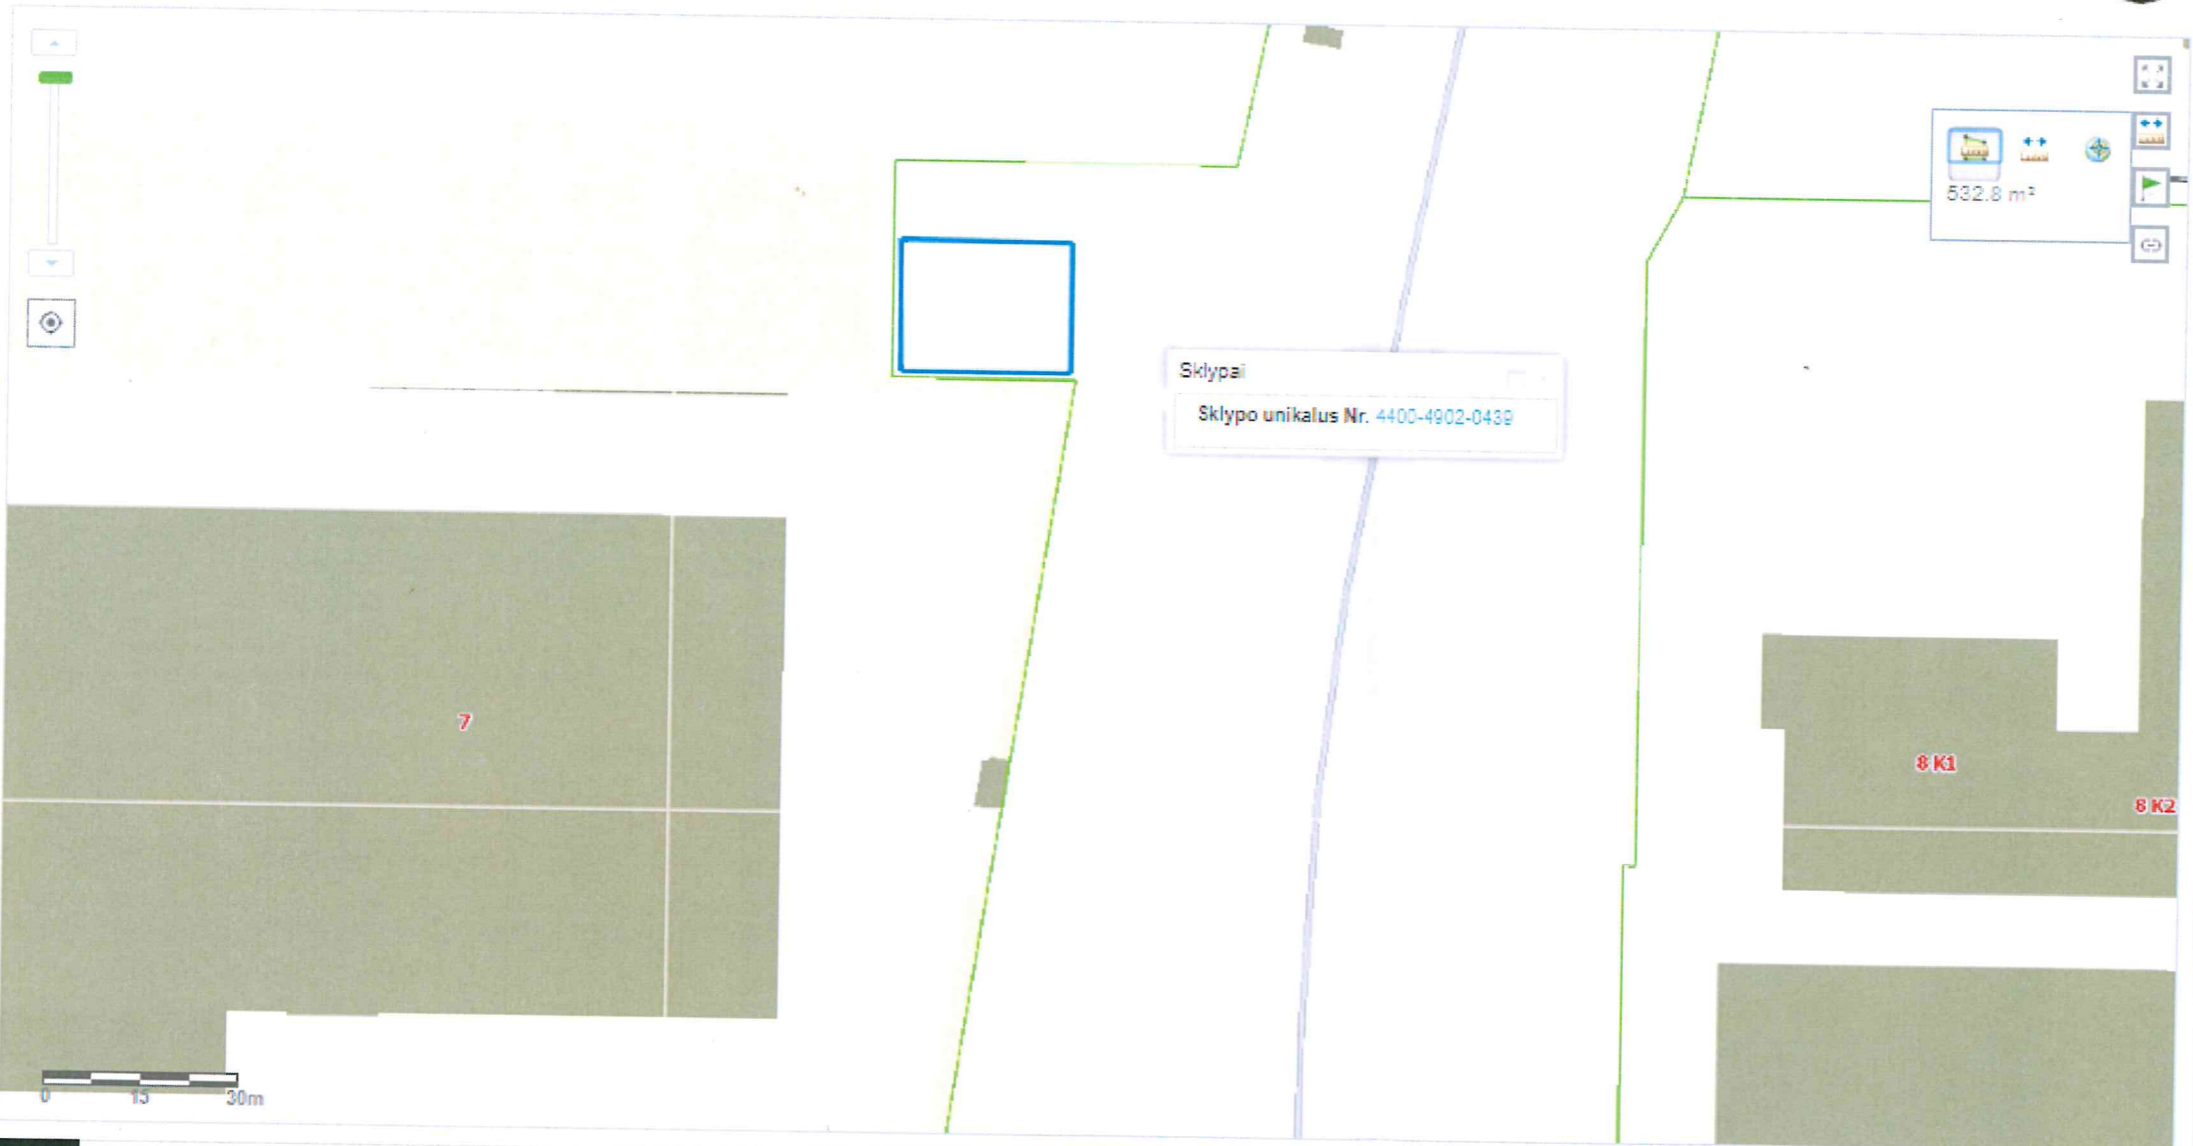 532.8 m²
Sklypai
Sklypo unikalus Nr. 4400-4902-0439
7
8 K1
8 K2
0 15 30m